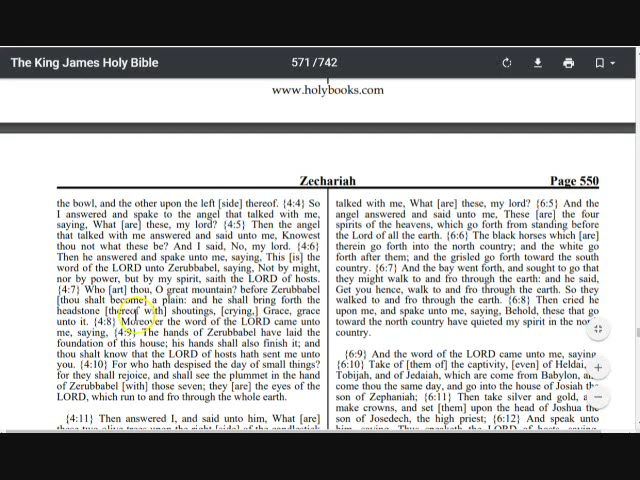 The King James Holy Bible
571 / 742
www.holybooks.com
Zechariah
Page 550
the bowl, and the other upon the left [side] thereof. {4:4} So
I answered and spake to the angel that talked with me,
saying, What [are] these, my lord? {4:5} Then the angel
that talked with me answered and said unto me, Knowest
thou not what these be? And I said, No, my lord. {4:6}
Then he answered and spake unto me, saying, This [is] the
word of the LORD unto Zerubbabel, saying, Not by might,
nor by power, but by my spirit, saith the LORD of hosts.
{4:7} Who [art] thou, O great mountain? before Zerubbabel
[thou shalt become] a plain: and he shall bring forth the
headstone [thereof with] shoutings, [crying,] Grace, grace
unto it. {4:8} Moreover the word of the LORD came unto
me, saying, {4:9} The hands of Zerubbabel have laid the
foundation of this house; his hands shall also finish it; and
thou shalt know that the LORD of hosts hath sent me unto you.
{4:10} For who hath despised the day of small things? for
they shall rejoice, and shall see the plummet in the hand
of Zerubbabel [with] those seven; they [are] the eyes of the
LORD, which run to and fro through the whole earth.
{4:11} Then answered I, and said unto him, What [are]
these two olive trees upon the right [side] of the candlestick
talked with me, What [are] these, my lord? {6:5} And the
angel answered and said unto me, These [are] the four
spirits of the heavens, which go forth from standing before
the Lord of all the earth. {6:6} The black horses which [are]
therein go forth into the north country; and the white go
forth after them; and the grisled go forth toward the south
country. {6:7} And the bay went forth, and sought to go that
they might walk to and fro through the earth: and he said,
Get you hence, walk to and fro through the earth. So they
walked to and fro through the earth. {6:8} Then cried he
upon me, and spake unto me, saying, Behold, these that go
toward the north country have quieted my spirit in the north
country.
{6:9} And the word of the LORD came unto me, saying,
{6:10} Take of [them of] the captivity, [even] of Heldai,
Tobijah, and of Jedaiah, which are come from Babylon, and
come thou the same day, and go into the house of Josiah the
son of Zephaniah; {6:11} Then take silver and gold, and
make crowns, and set [them] upon the head of Joshua the
son of Josedech, the high priest; {6:12} And speak unto
him, saying, Thus speaketh the LORD of hosts, saying,